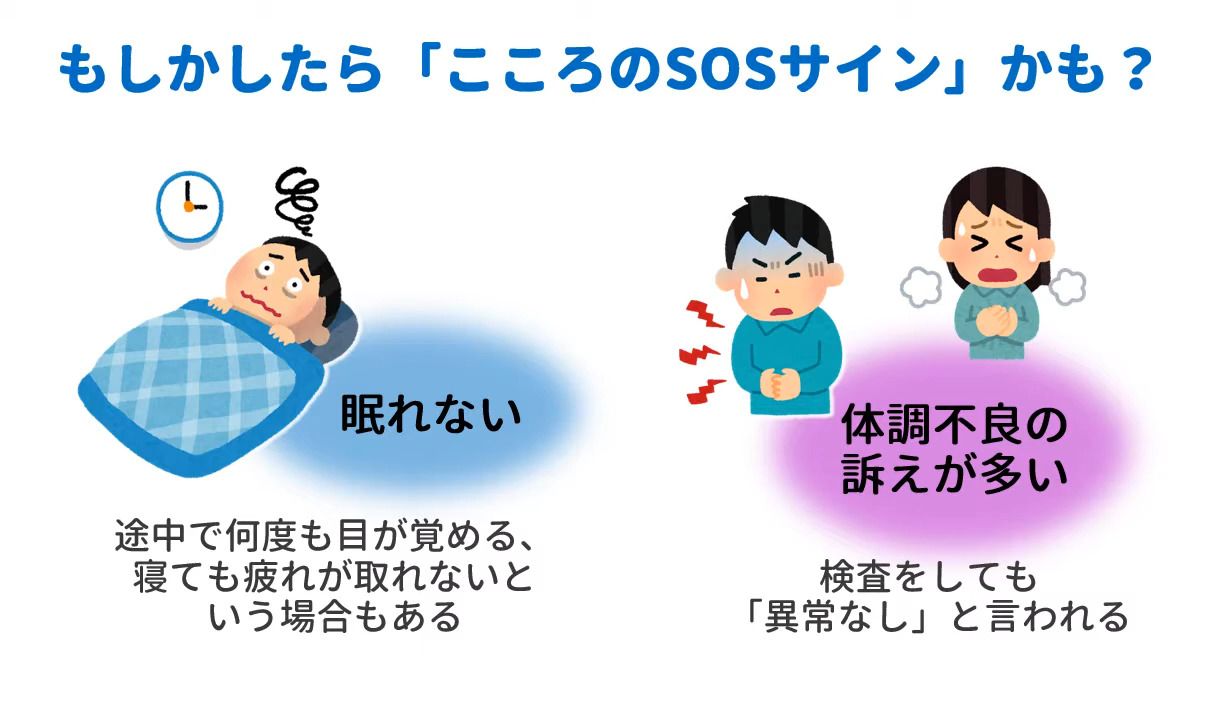 もしかしたら「こころのSOSサイン」かも？
眠れない
途中で何度も目が覚める、
寝ても疲れが取れないと
いう場合もある
体調不良の
訴えが多い
検査をしても
「異常なし」と言われる